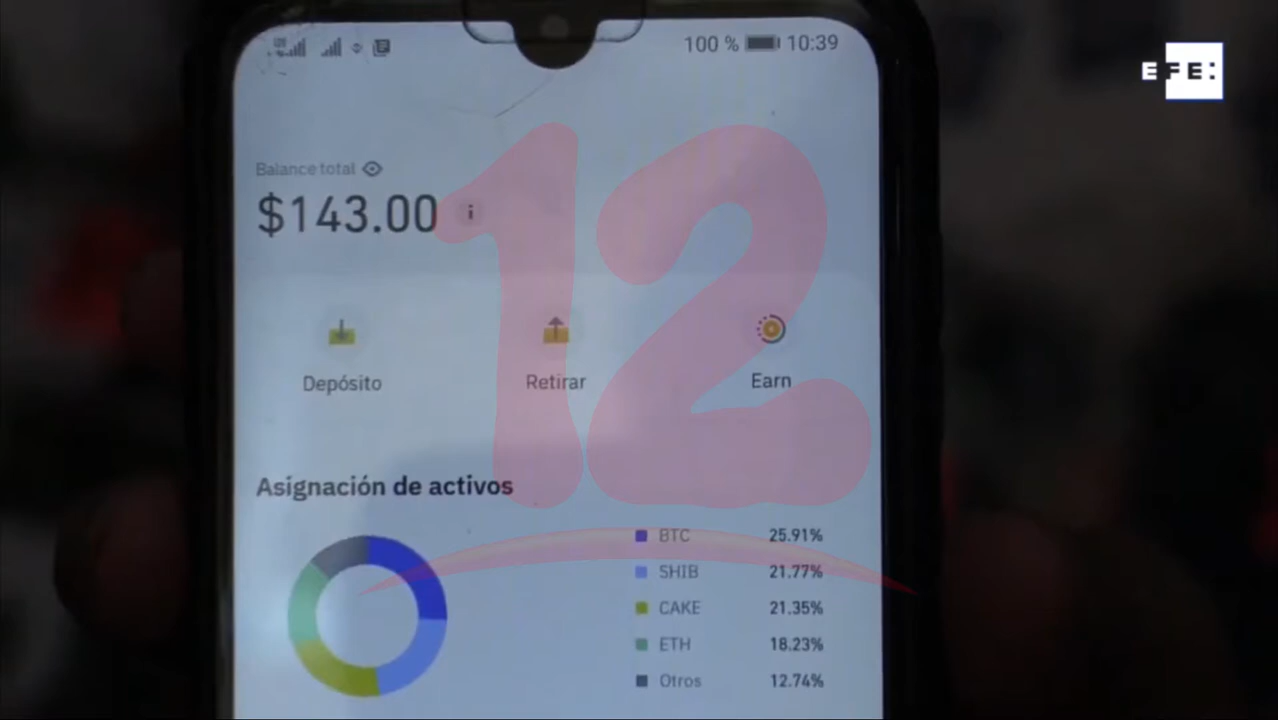 100 % 10:39
EFE:
12
Balance total
$143.00 i
Depósito Retirar Earn
Asignación de activos
BTC 25.91%
SHIB 21.77%
CAKE 21.35%
ETH 18.23%
Otros 12.74%